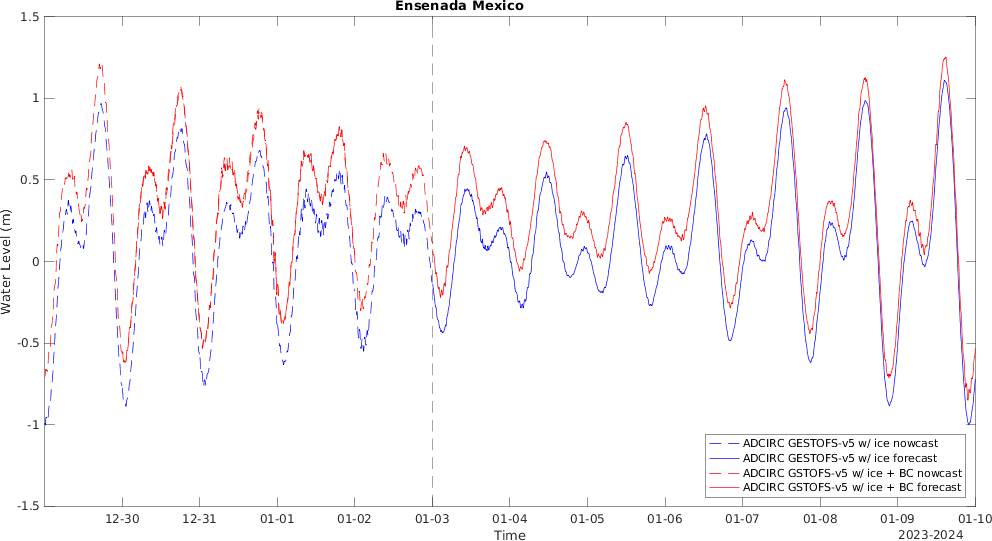 Ensenada Mexico
Water Level (m)
1.5
1
0.5
0
-0.5
-1
-1.5
12-30
12-31
01-01
01-02
01-03
01-04
01-05
01-06
01-07
01-08
01-09
01-10
Time
2023-2024
ADCIRC GESTOFS-v5 w/ ice nowcast
ADCIRC GESTOFS-v5 w/ ice forecast
ADCIRC GSTOFS-v5 w/ ice + BC nowcast
ADCIRC GSTOFS-v5 w/ ice + BC forecast